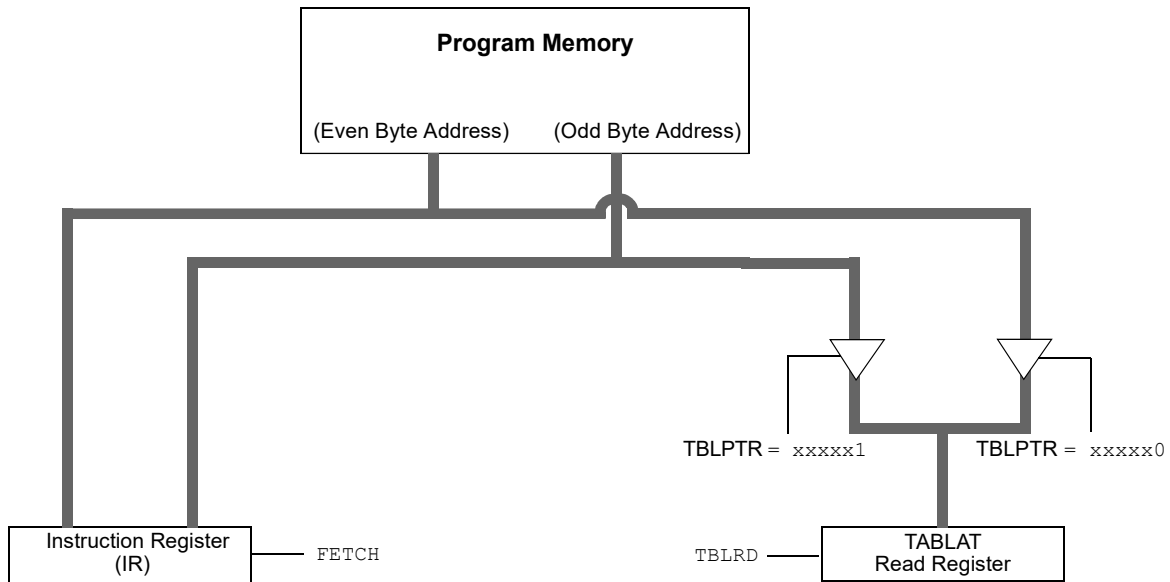 Program Memory
(Even Byte Address) (Odd Byte Address)
TBLPTR = xxxxx1 TBLPTR = xxxxx0
Instruction Register
(IR)
FETCH
TBLRD
TABLAT
Read Register